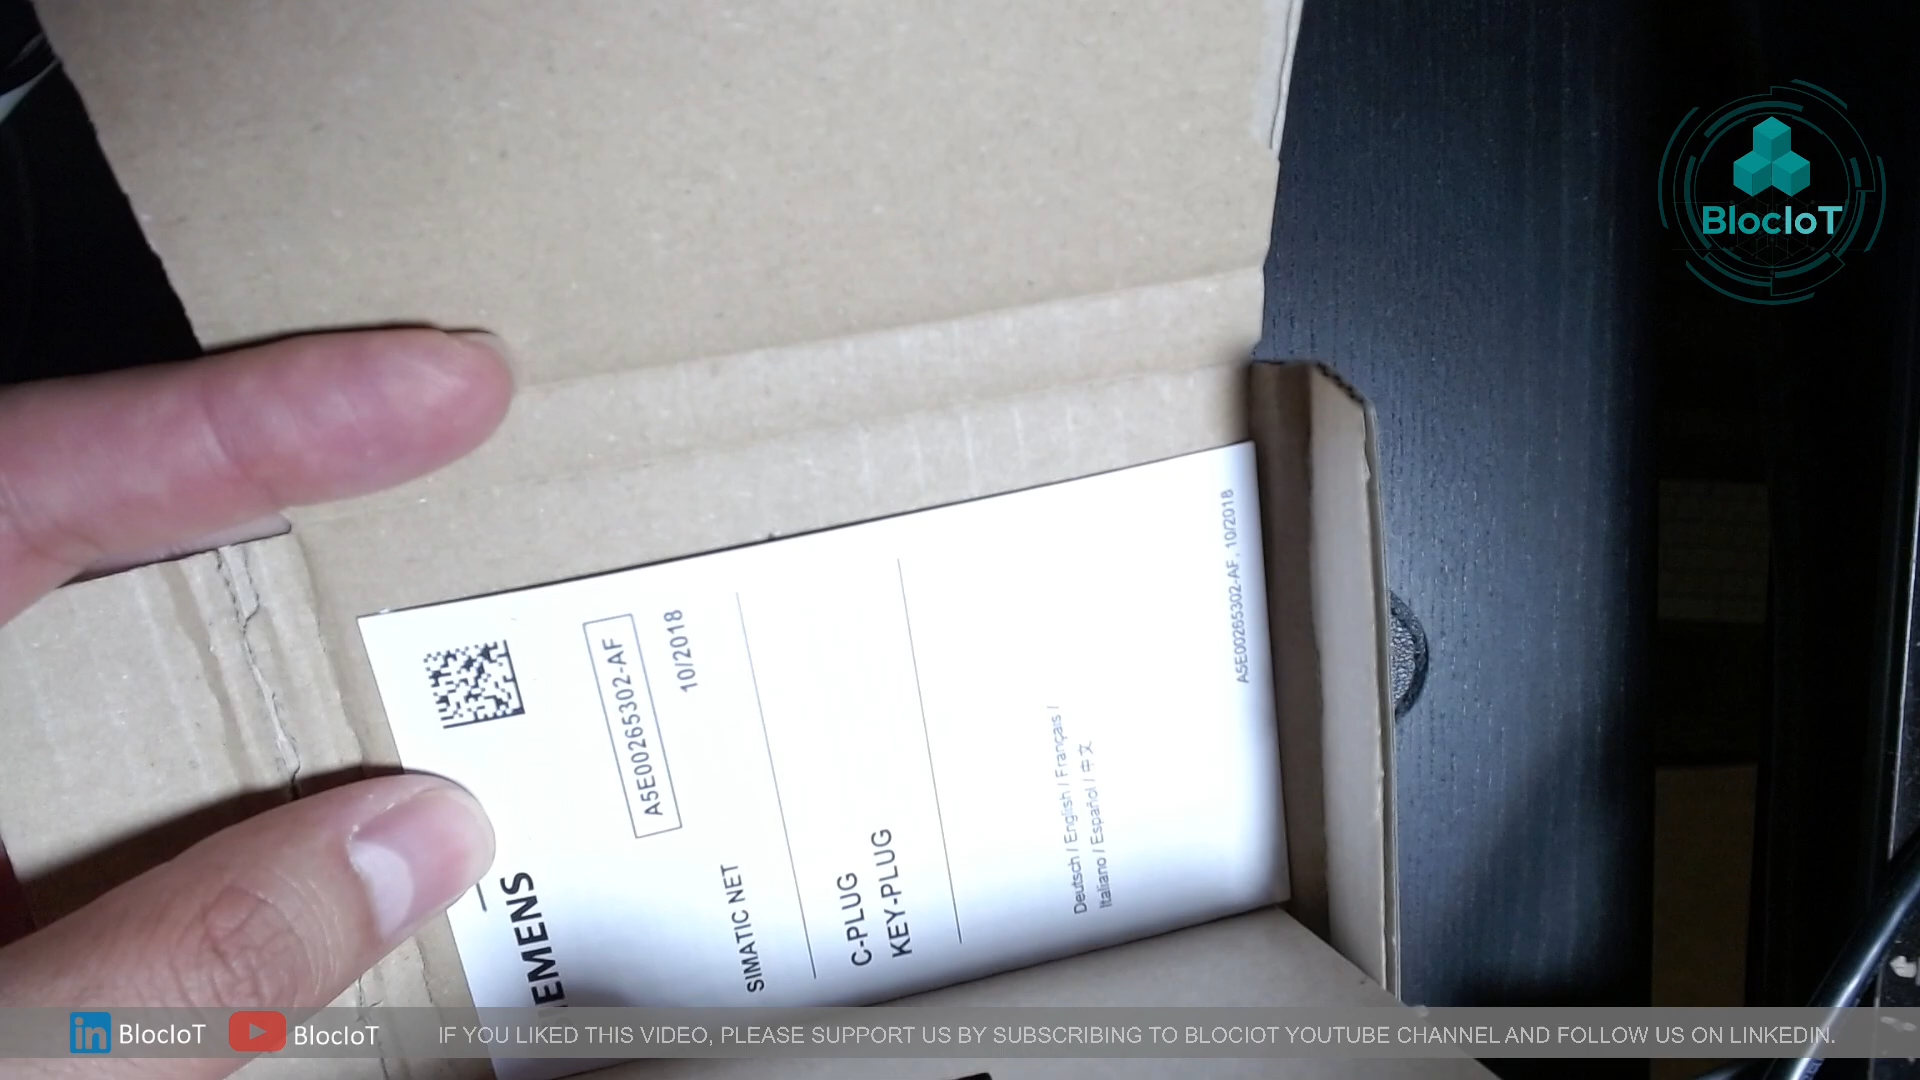 SIEMENS
A5E00265302-AF
10/2018
SIMATIC NET
C-PLUG
KEY-PLUG
Deutsch / English / Français /
Italiano / Español / 中文
A5E00265302-AF, 10/2018
BlocIoT
BlocIoT
BlocIoT
IF YOU LIKED THIS VIDEO, PLEASE SUPPORT US BY SUBSCRIBING TO BLOCIOT YOUTUBE CHANNEL AND FOLLOW US ON LINKEDIN.